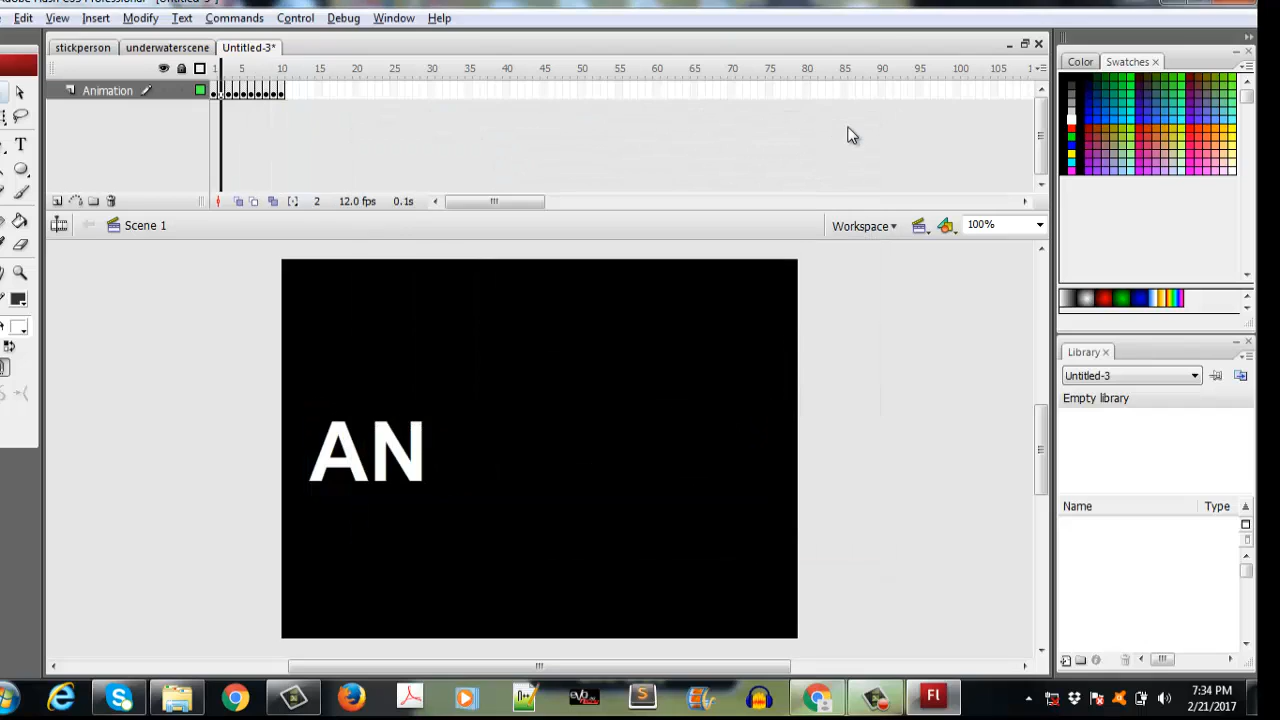 Edit View Insert Modify Text Commands Control Debug Window Help
stickperson underwaterscene Untitled-3*
1 5 10 15 20 25 30 35 40 45 50 55 60 65 70 75 80 85 90 95 100 105 1
Animation
2 12.0 fps 0.1s
Scene 1
Workspace
100%
AN
Color Swatches
Library
Untitled-3
Empty library
Name Type
Fl
7:34 PM
2/21/2017